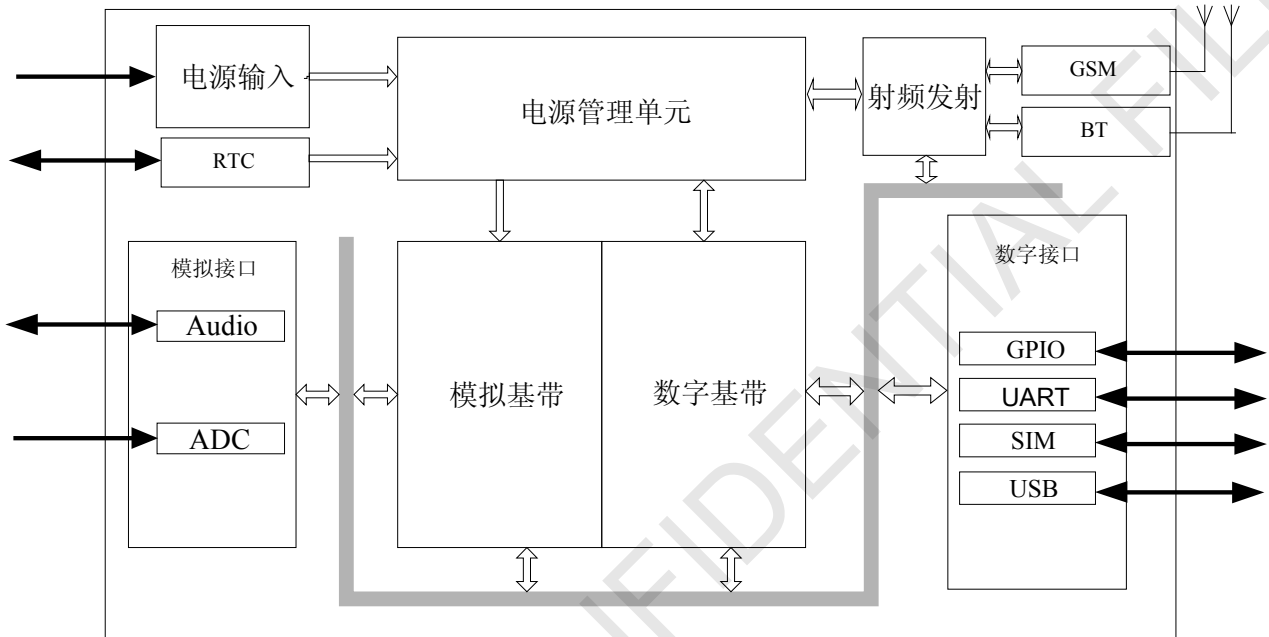 电源输入
电源管理单元
射频发射
GSM
BT
RTC
模拟接口
Audio
ADC
模拟基带
数字基带
数字接口
GPIO
UART
SIM
USB
FIDENTIAL FIL